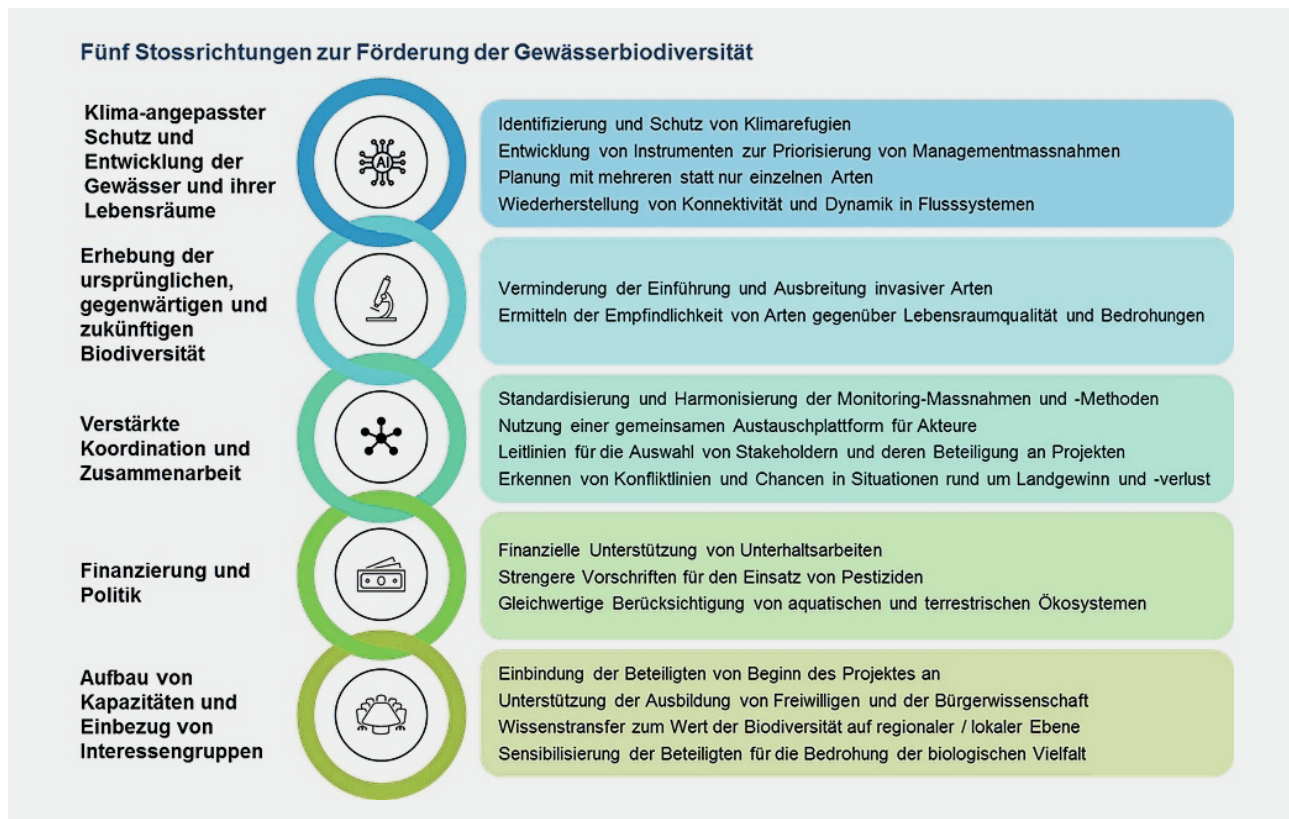 Fünf Stossrichtungen zur Förderung der Gewässerbiodiversität
Klima-angepasster
Schutz und
Entwicklung der
Gewässer und ihrer
Lebensräume
AI
Identifizierung und Schutz von Klimarefugien
Entwicklung von Instrumenten zur Priorisierung von Managementmassnahmen
Planung mit mehreren statt nur einzelnen Arten
Wiederherstellung von Konnektivität und Dynamik in Flusssystemen
Erhebung der
ursprünglichen,
gegenwärtigen und
zukünftigen
Biodiversität
Verminderung der Einführung und Ausbreitung invasiver Arten
Ermitteln der Empfindlichkeit von Arten gegenüber Lebensraumqualität und Bedrohungen
Verstärkte
Koordination und
Zusammenarbeit
Standardisierung und Harmonisierung der Monitoring-Massnahmen und -Methoden
Nutzung einer gemeinsamen Austauschplattform für Akteure
Leitlinien für die Auswahl von Stakeholdern und deren Beteiligung an Projekten
Erkennen von Konfliktlinien und Chancen in Situationen rund um Landgewinn und -verlust
Finanzierung und
Politik
Finanzielle Unterstützung von Unterhaltsarbeiten
Strengere Vorschriften für den Einsatz von Pestiziden
Gleichwertige Berücksichtigung von aquatischen und terrestrischen Ökosystemen
Aufbau von
Kapazitäten und
Einbezug von
Interessengruppen
Einbindung der Beteiligten von Beginn des Projektes an
Unterstützung der Ausbildung von Freiwilligen und der Bürgerwissenschaft
Wissenstransfer zum Wert der Biodiversität auf regionaler / lokaler Ebene
Sensibilisierung der Beteiligten für die Bedrohung der biologischen Vielfalt